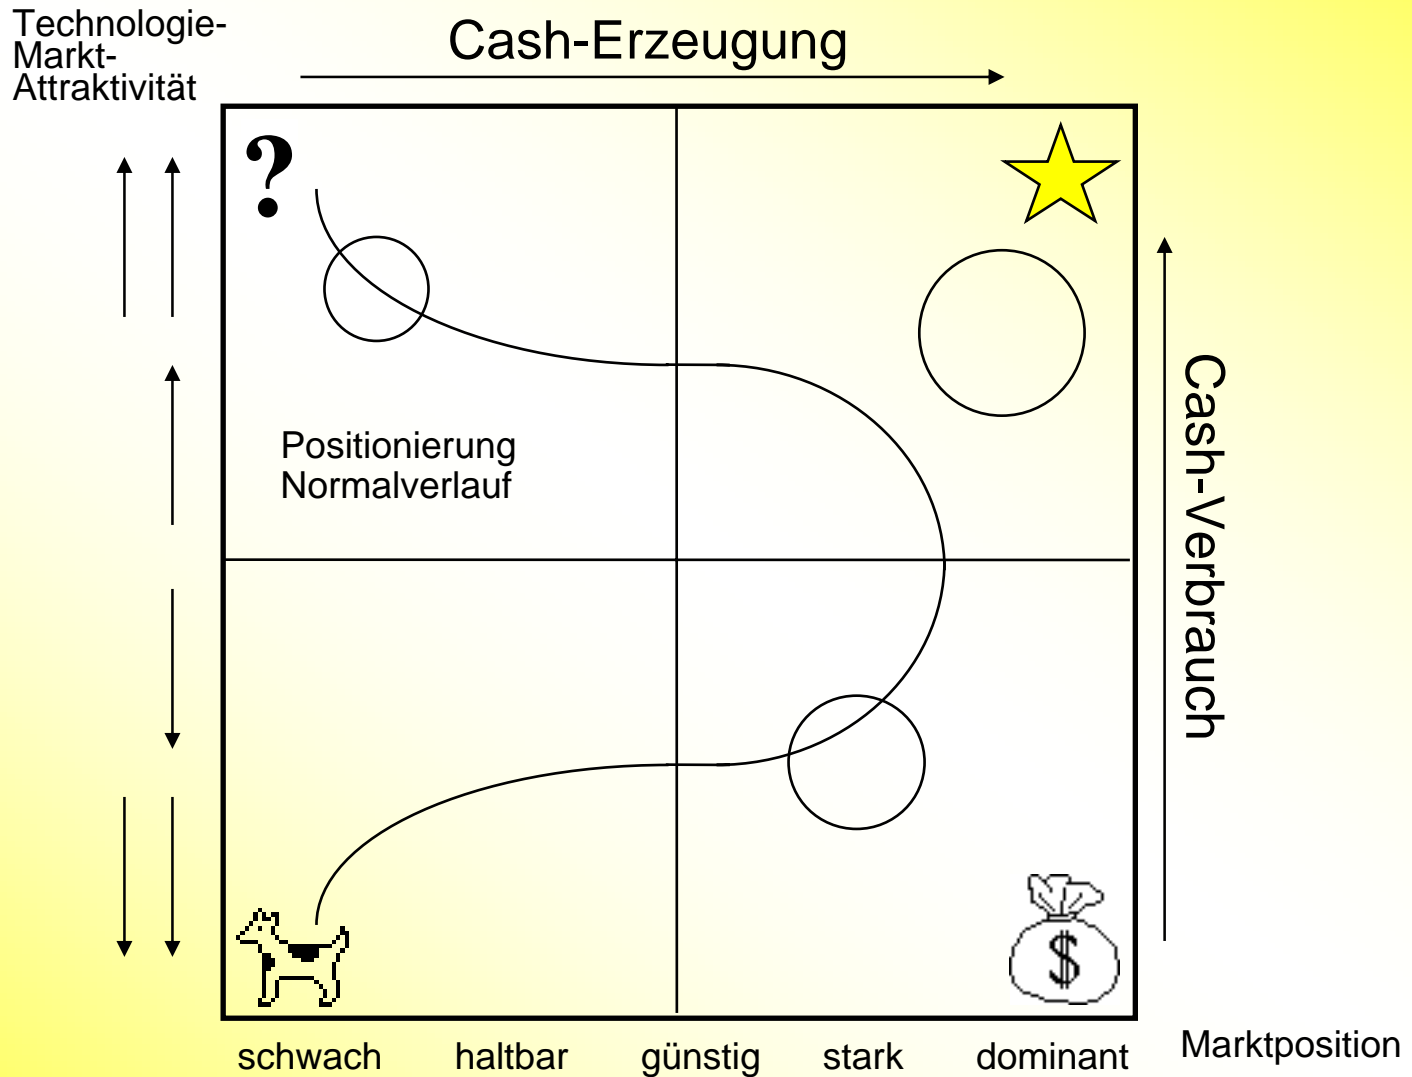 Technologie-
Markt-
Attraktivität
Cash-Erzeugung
?
Positionierung
Normalverlauf
Cash-Verbrauch
$
schwach haltbar günstig stark dominant Marktposition